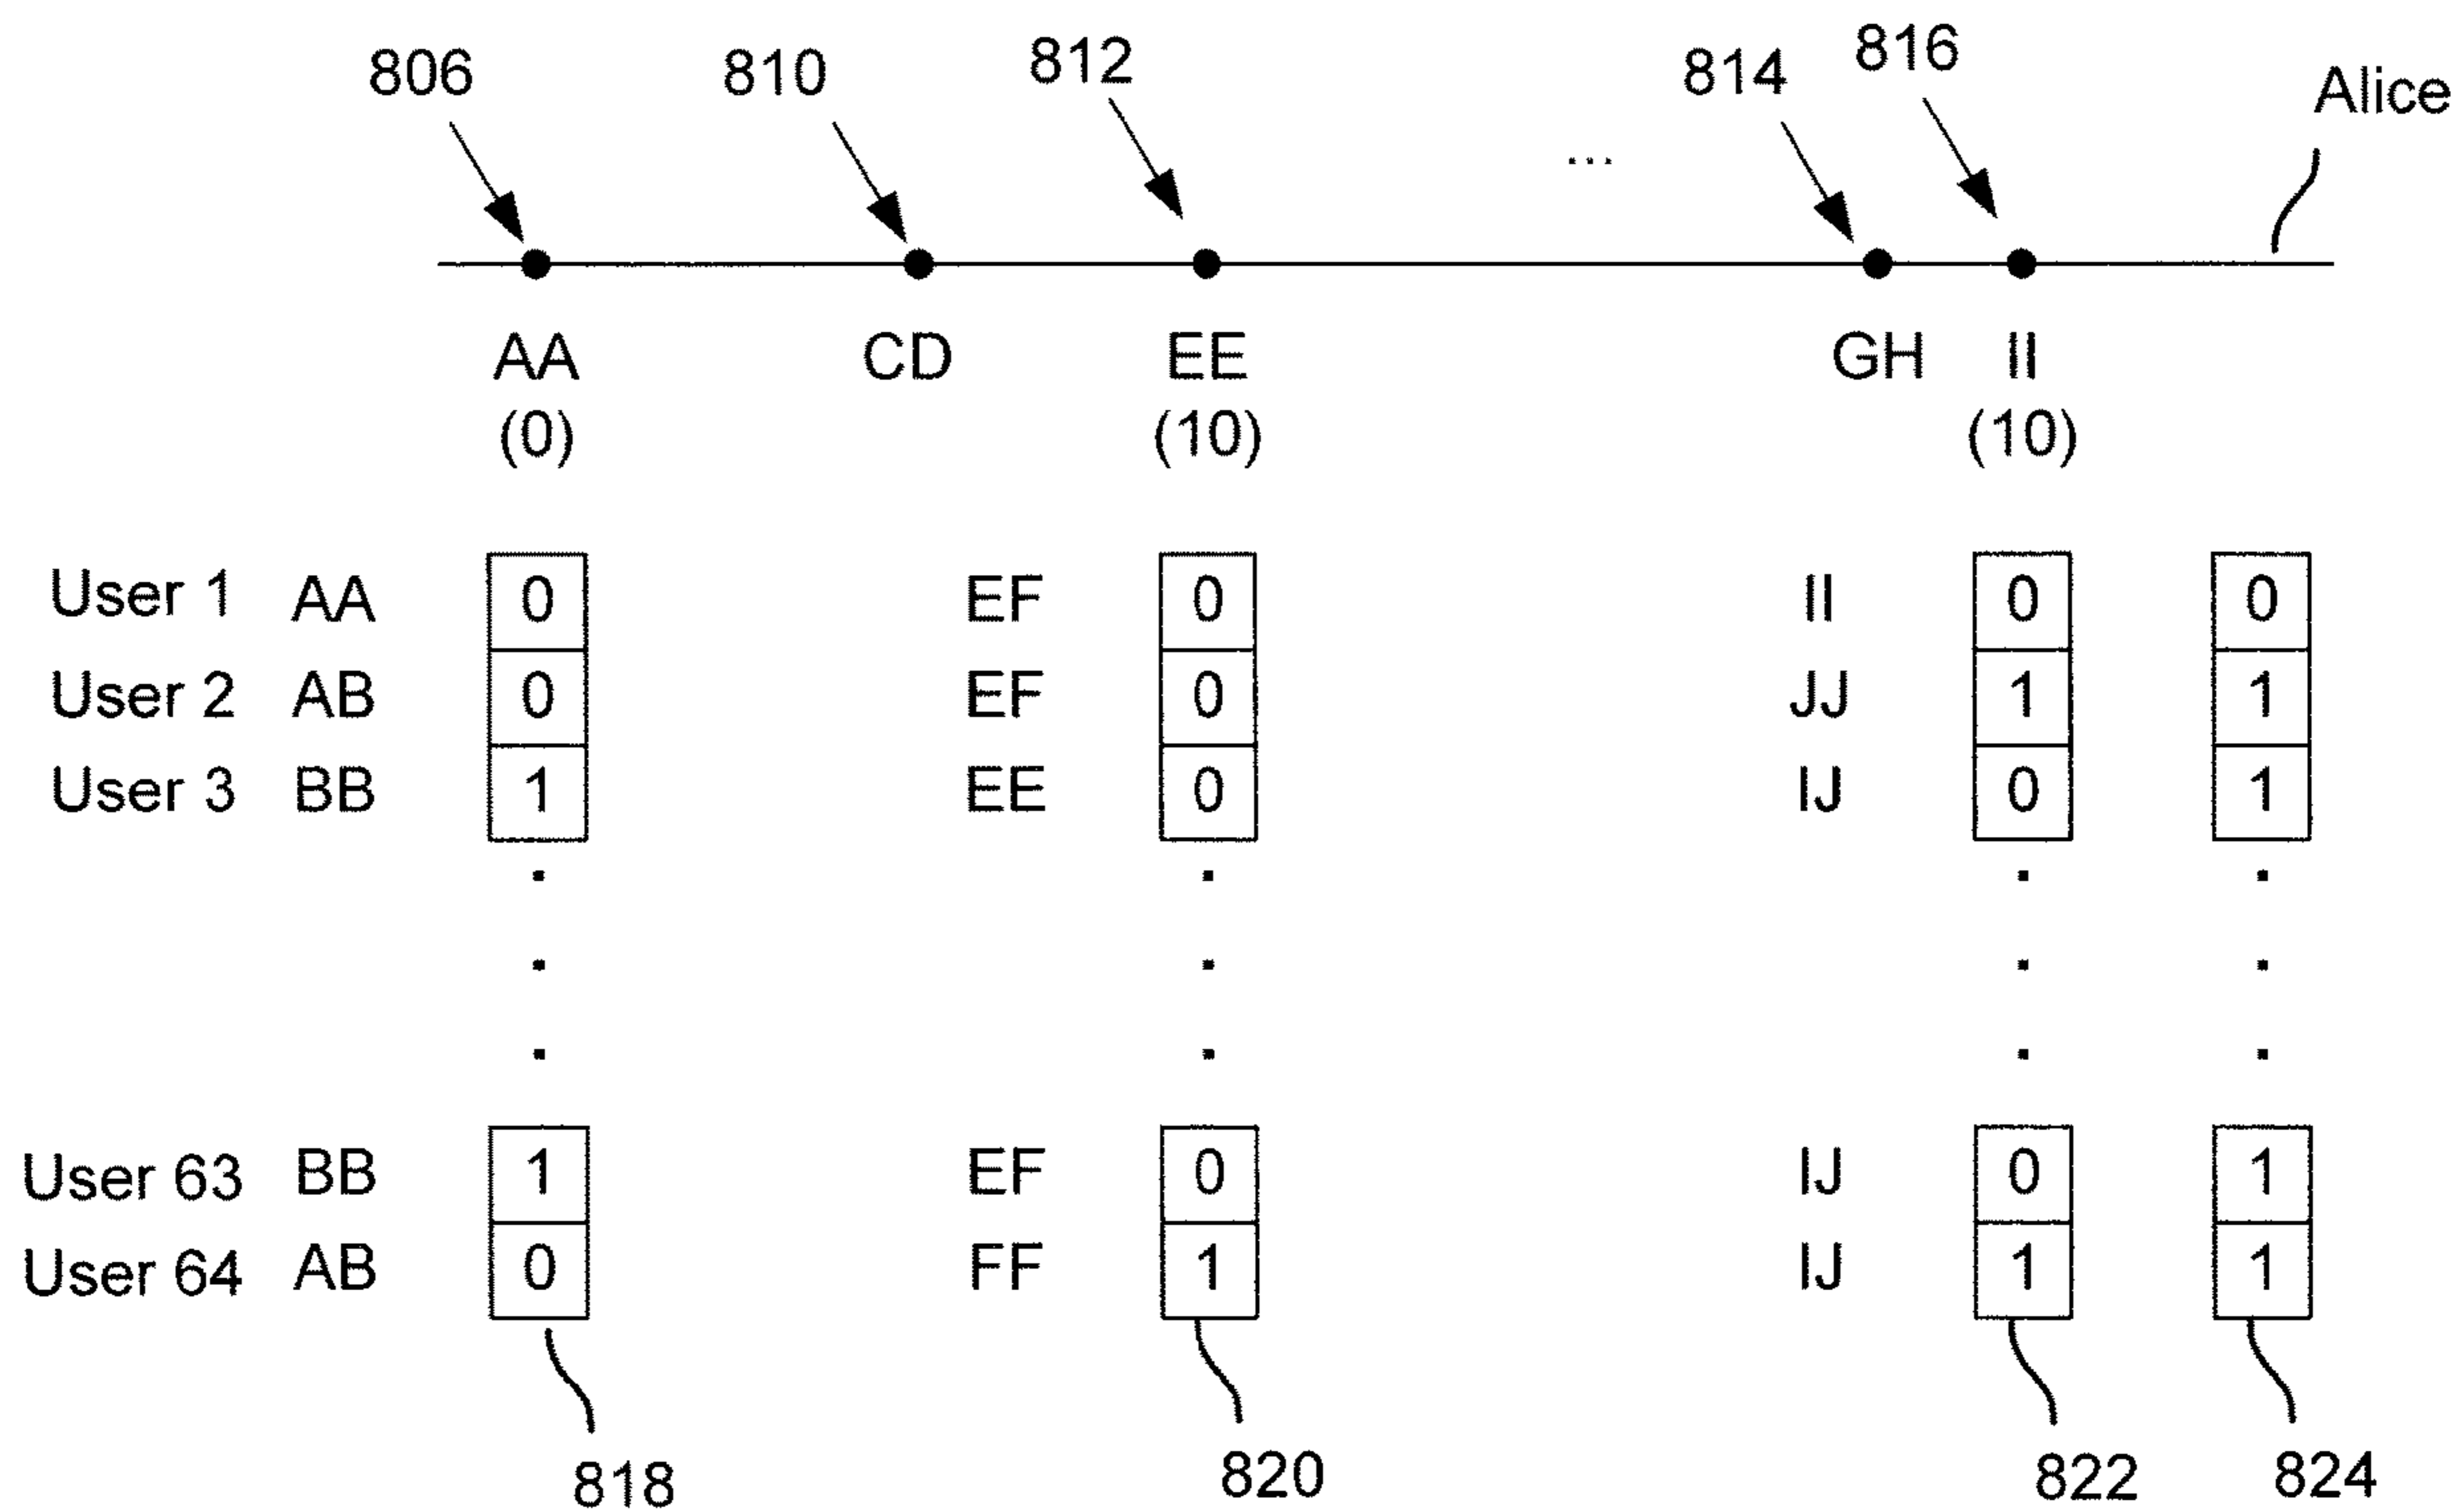 806 810 812 814 816 Alice
...
AA CD EE GH II
(0) (10) (10)
User 1 AA 0 EF 0 II 0 0
User 2 AB 0 EF 0 JJ 1 1
User 3 BB 1 EE 0 IJ 0 1
User 63 BB 1 EF 0 IJ 0 1
User 64 AB 0 FF 1 IJ 1 1
818 820 822 824